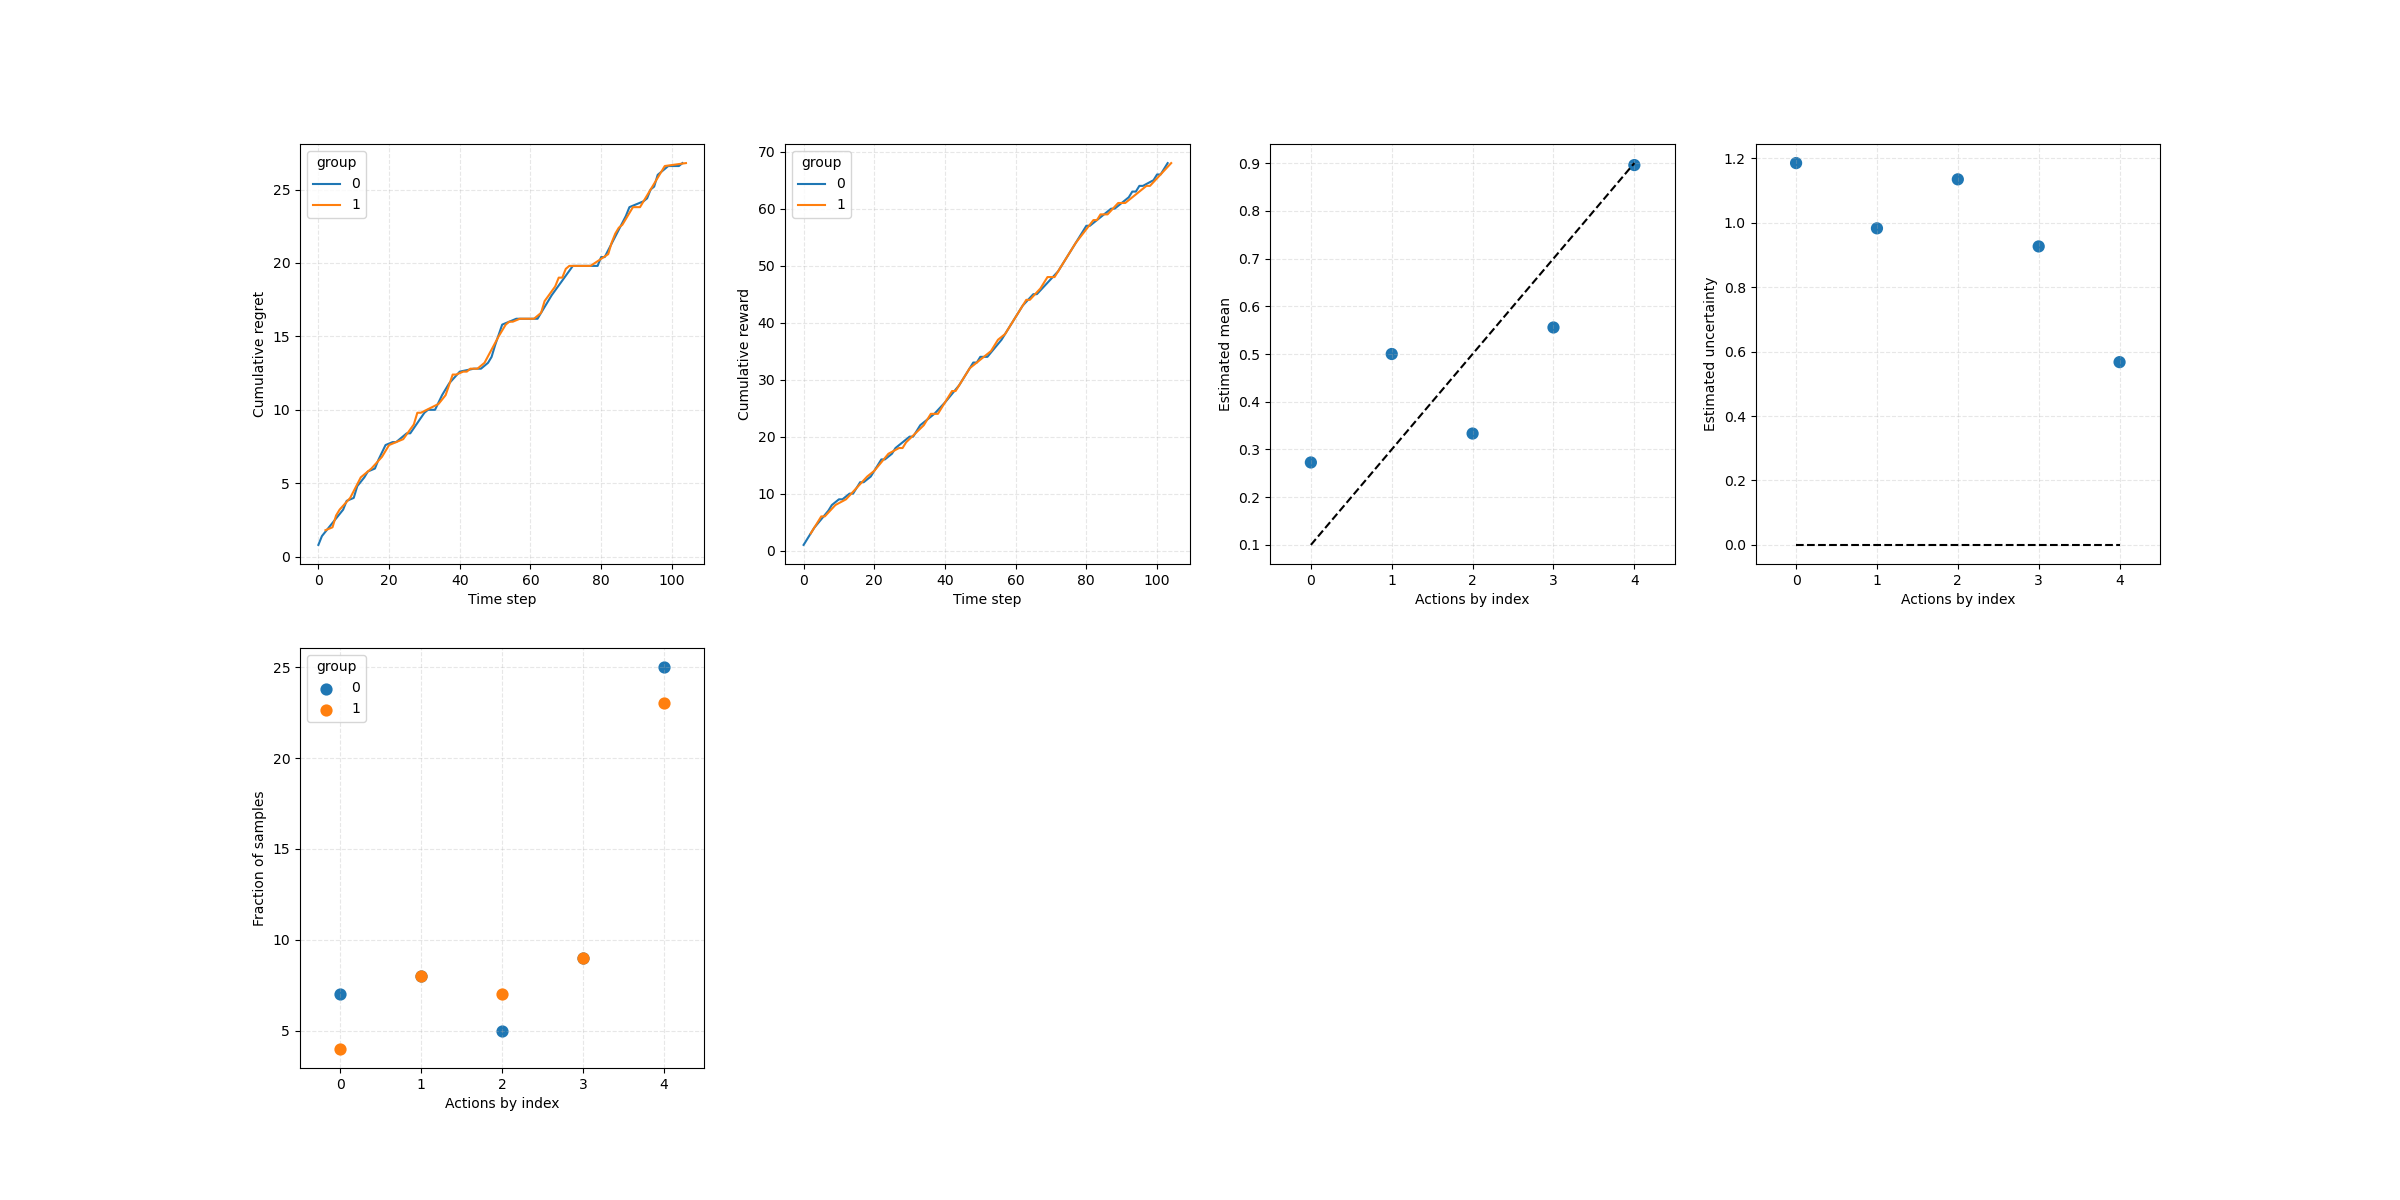 group
0
1
25
20
15
10
5
0
Cumulative regret
0 20 40 60 80 100
Time step
group
0
1
70
60
50
40
30
20
10
0
Cumulative reward
0 20 40 60 80 100
Time step
0.9
0.8
0.7
0.6
0.5
0.4
0.3
0.2
0.1
Estimated mean
0 1 2 3 4
Actions by index
1.2
1.0
0.8
0.6
0.4
0.2
0.0
Estimated uncertainty
0 1 2 3 4
Actions by index
group
0
1
25
20
15
10
5
Fraction of samples
0 1 2 3 4
Actions by index